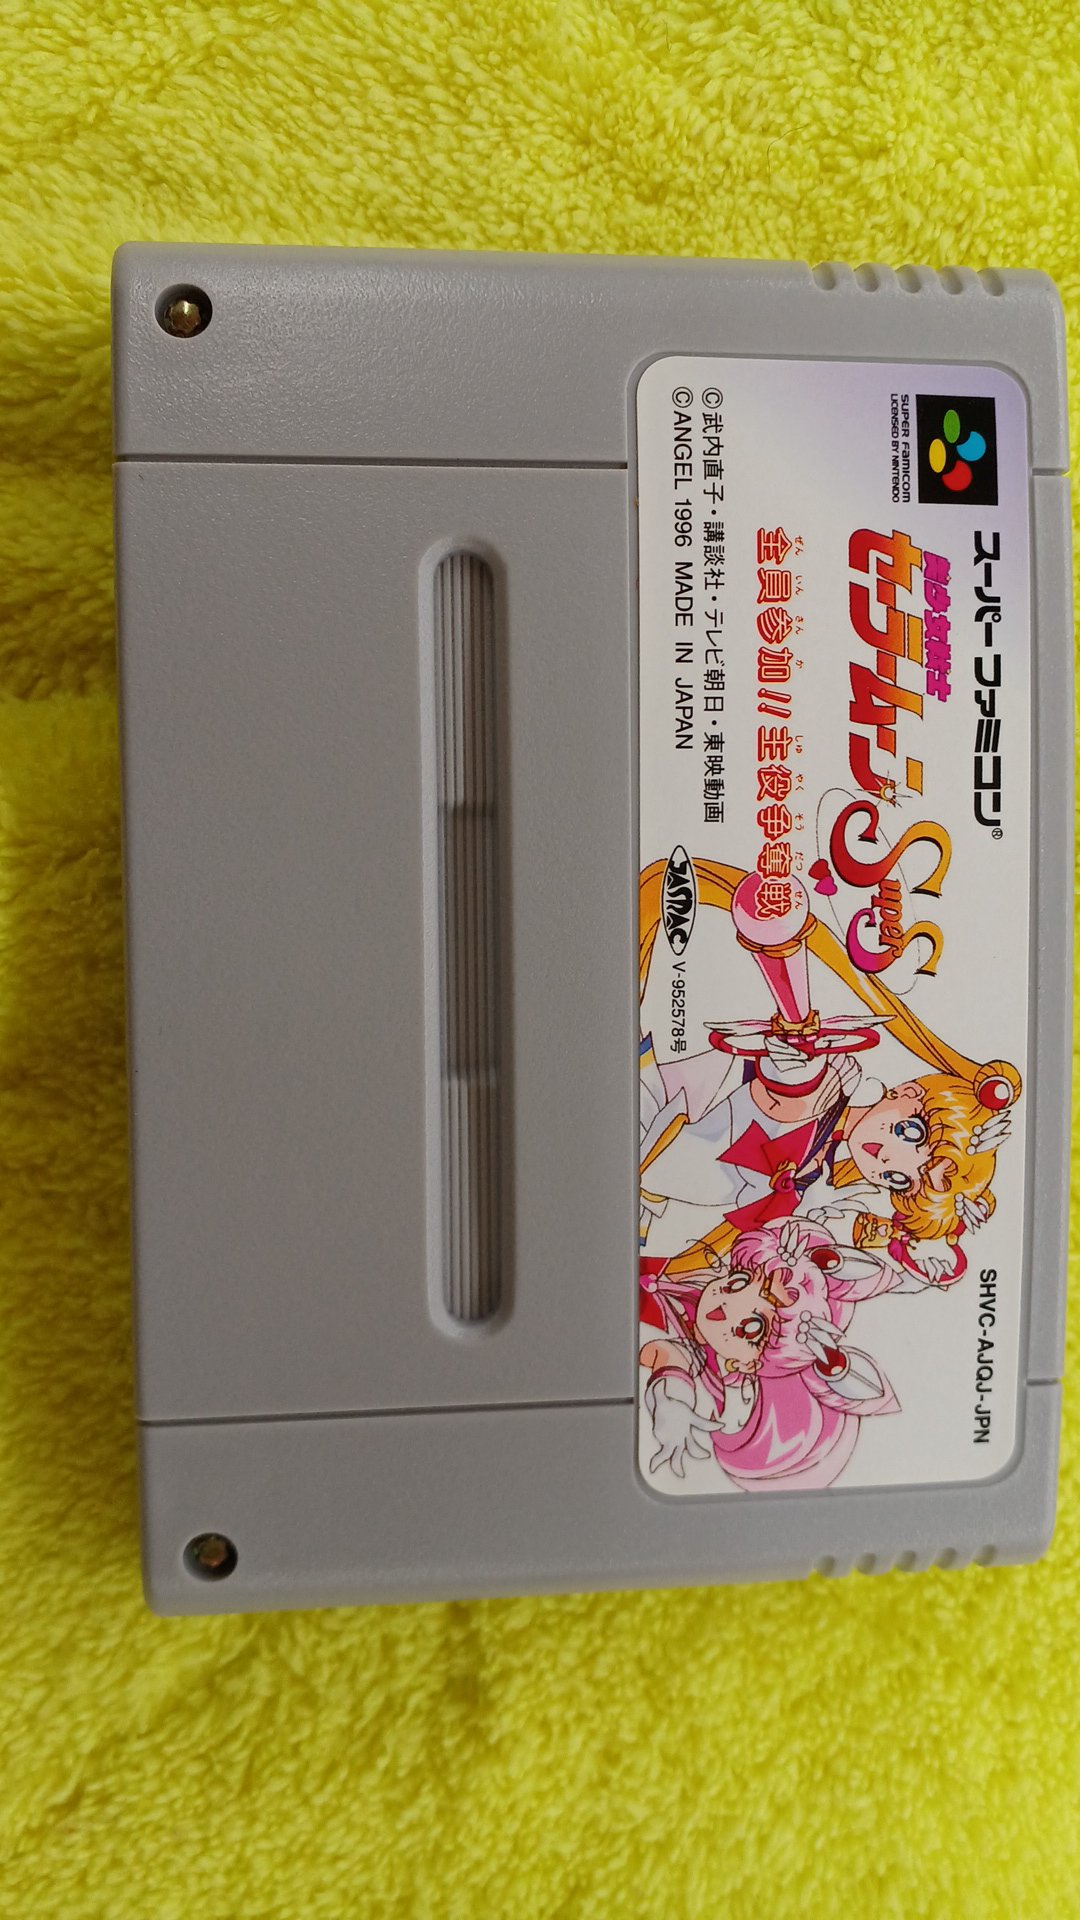 スーパーファミコン®
SUPER FAMICOM
LICENSED BY NINTENDO
SHVC-AJQJ-JPN
美少女戦士
セーラームーン
SuperS
ぜんいんさんか しゅやくそうだつせん
全員参加!!主役争奪戦
©武内直子・講談社・テレビ朝日・東映動画
©ANGEL 1996 MADE IN JAPAN
JASRAC
V-952578号